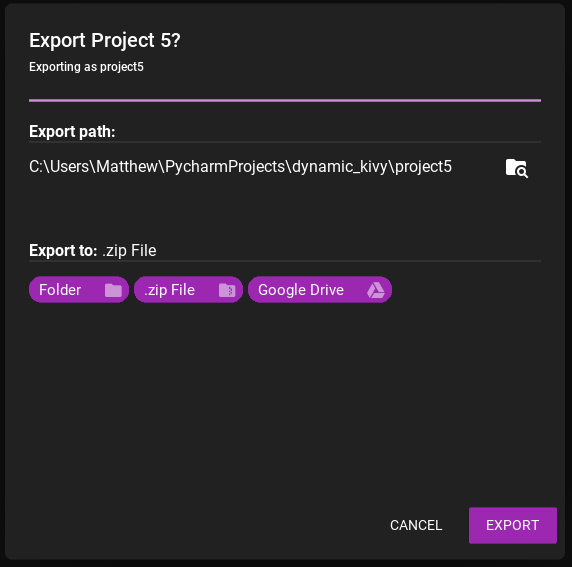 Export Project 5?
Exporting as project5
Export path:
C:\Users\Matthew\PycharmProjects\dynamic_kivy\project5
Export to: .zip File
Folder .zip File Google Drive
CANCEL EXPORT